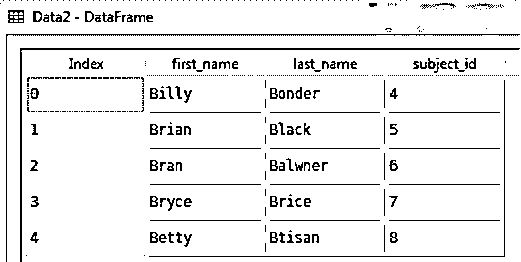 Data2 - DataFrame
Index first_name last_name subject_id
0 Billy Bonder 4
1 Brian Black 5
2 Bran Balwner 6
3 Bryce Brice 7
4 Betty Btisan 8